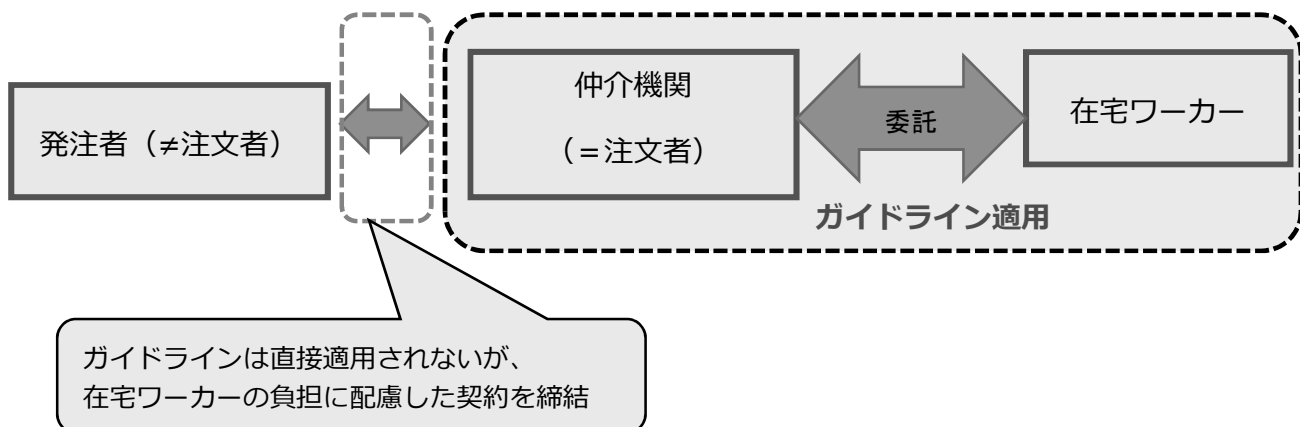 発注者（≠注文者）
仲介機関
（＝注文者）
委託
在宅ワーカー
ガイドライン適用
ガイドラインは直接適用されないが、
在宅ワーカーの負担に配慮した契約を締結